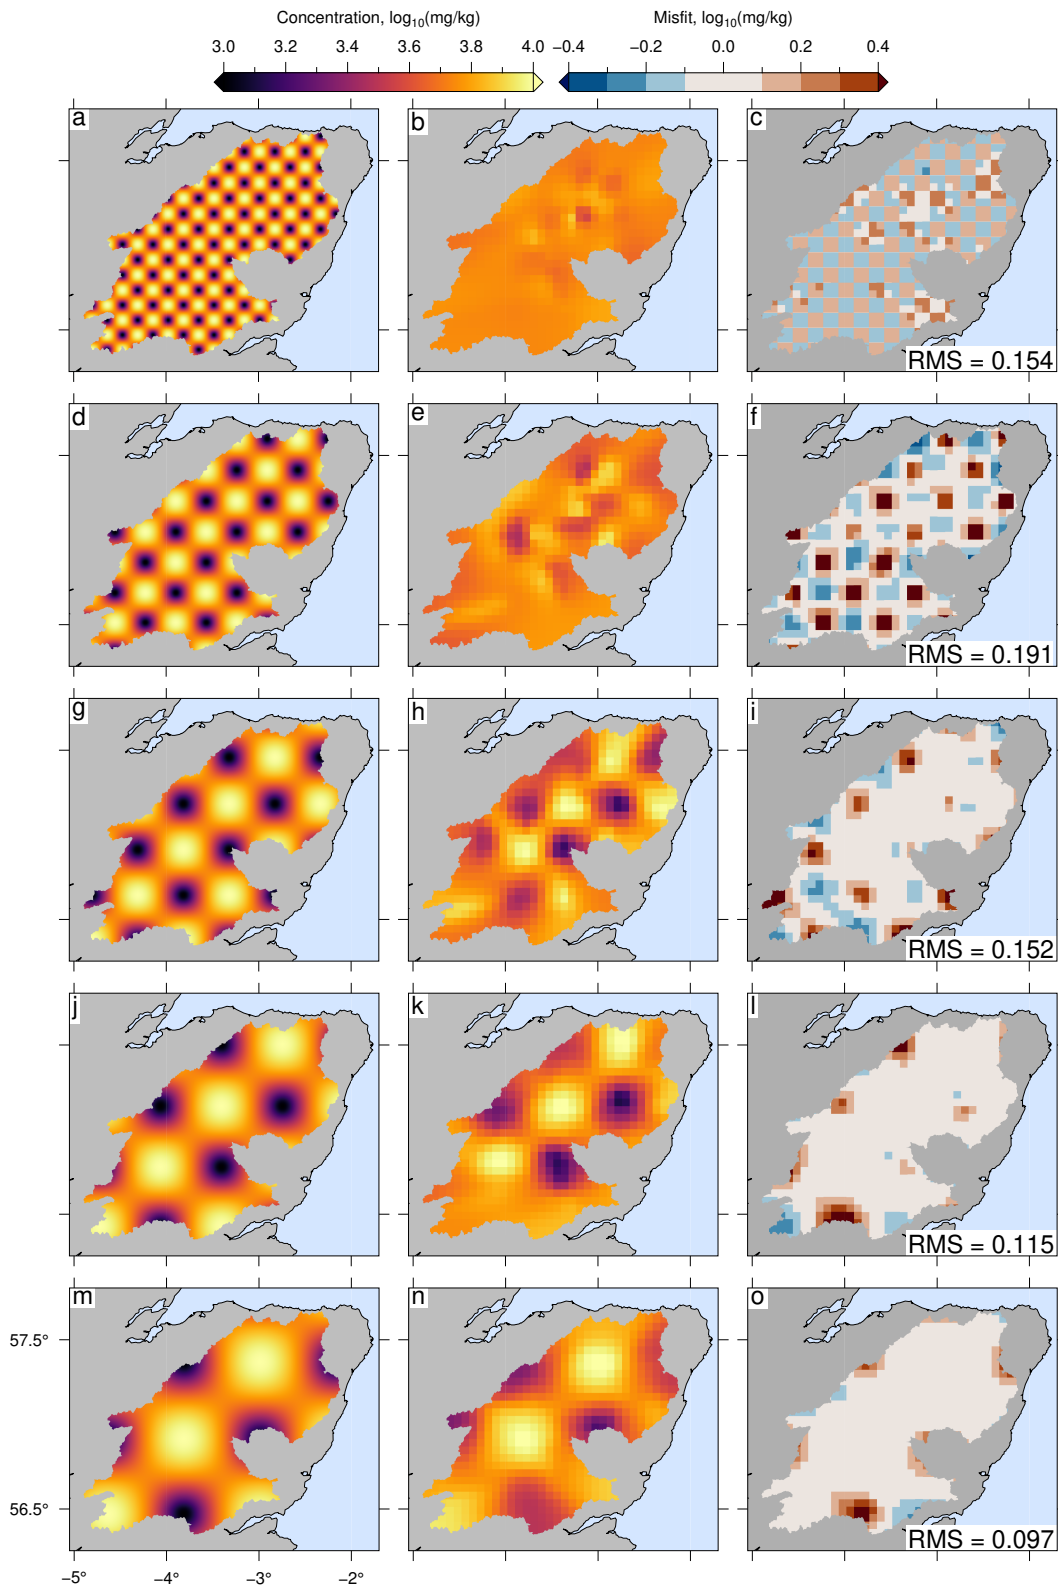 Concentration, log10(mg/kg) Misfit, log10(mg/kg)
3.0 3.2 3.4 3.6 3.8 4.0 −0.4 −0.2 0.0 0.2 0.4
a b c
RMS = 0.154
d e f
RMS = 0.191
g h i
RMS = 0.152
j k l
RMS = 0.115
m n o
57.5°
56.5°
RMS = 0.097
−5° −4° −3° −2°